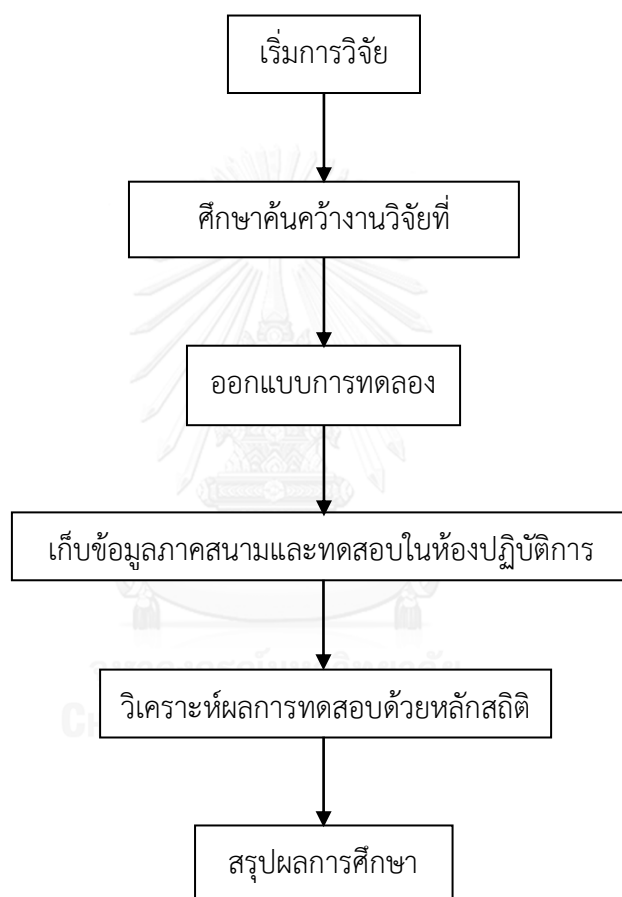 เริ่มการวิจัย
ศึกษาค้นคว้างานวิจัยที่
ออกแบบการทดลอง
เก็บข้อมูลภาคสนามและทดสอบในห้องปฏิบัติการ
วิเคราะห์ผลการทดสอบด้วยหลักสถิติ
สรุปผลการศึกษา